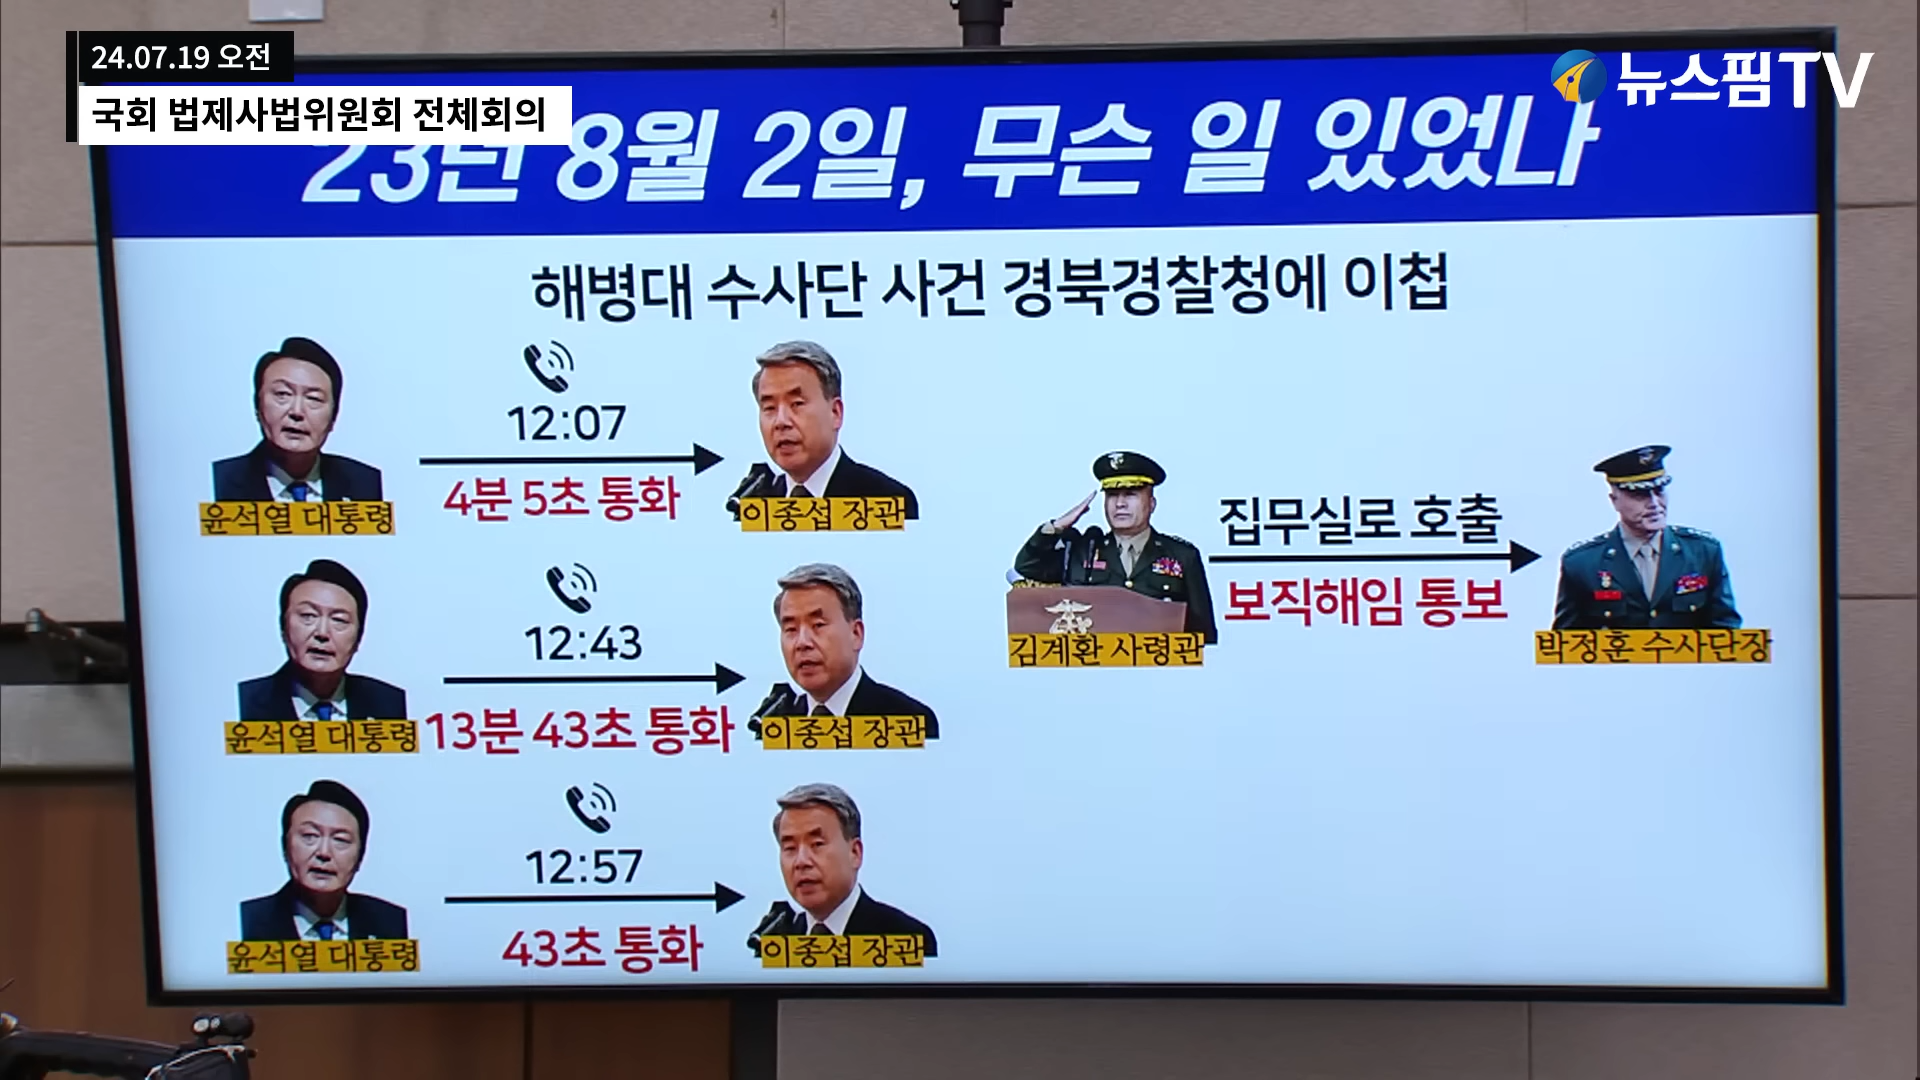 24.07.19 오전
국회 법제사법위원회 전체회의
뉴스핌TV
23년 8월 2일, 무슨 일 있었나
해병대 수사단 사건 경북경찰청에 이첩
12:07
4분 5초 통화
윤석열 대통령
이종섭 장관
12:43
13분 43초 통화
윤석열 대통령
이종섭 장관
12:57
43초 통화
윤석열 대통령
이종섭 장관
집무실로 호출
보직해임 통보
김계환 사령관
박정훈 수사단장